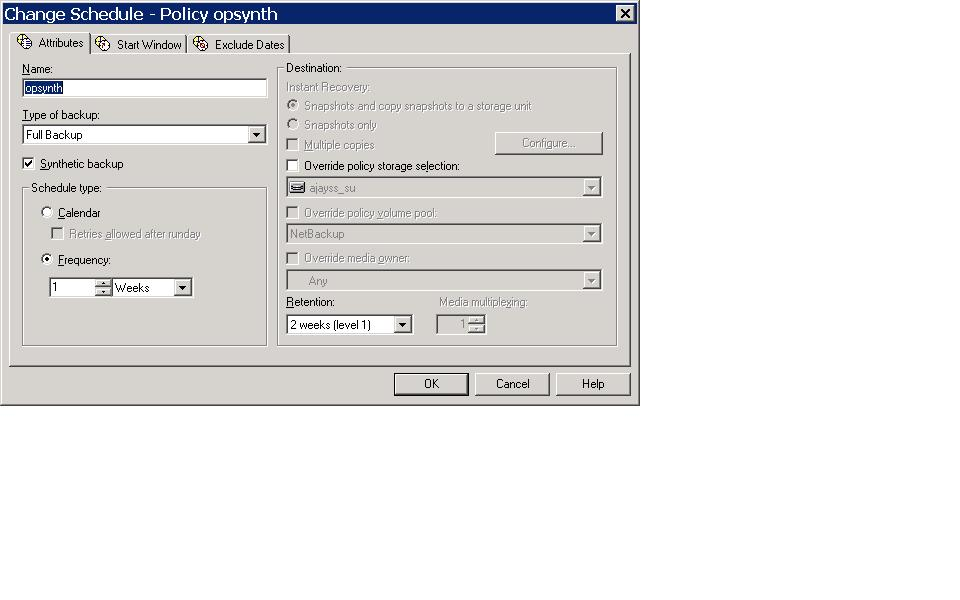 Change Schedule - Policy opsynth
Attributes
Start Window
Exclude Dates
Name:
opsynth
Type of backup:
Full Backup
Synthetic backup
Schedule type:
Calendar
Retries allowed after runday
Frequency:
1 Weeks
Destination:
Instant Recovery:
Snapshots and copy snapshots to a storage unit
Snapshots only
Multiple copies
Configure...
Override policy storage selection:
ajayss_su
Override policy volume pool:
NetBackup
Override media owner:
Any
Retention:
Media multiplexing:
2 weeks (level 1)
1
OK
Cancel
Help